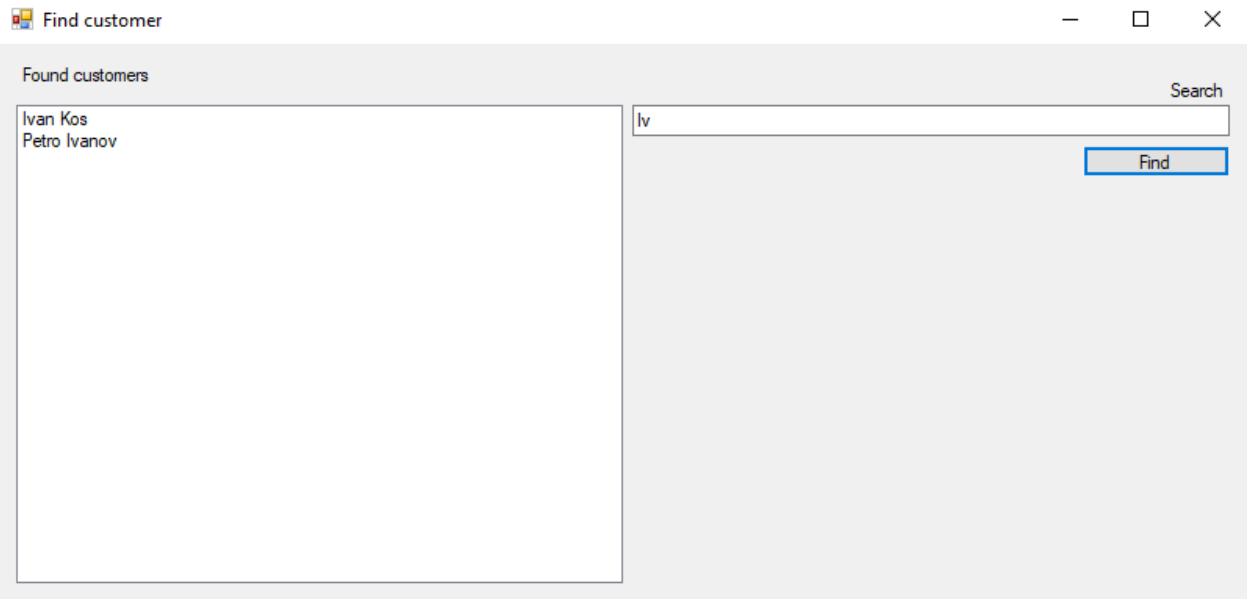 Find customer
Found customers
Search
Ivan Kos
Petro Ivanov
Iv
Find